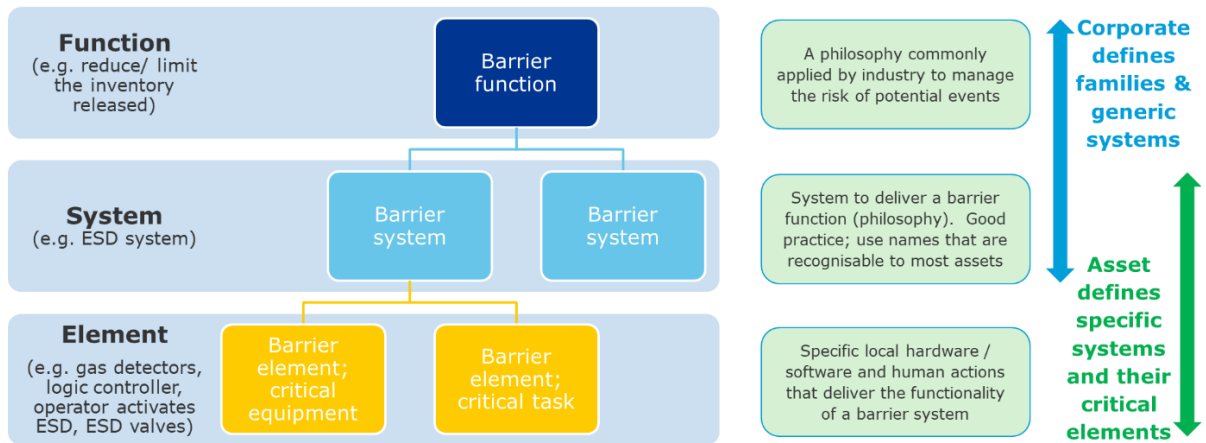 Function
(e.g. reduce/ limit
the inventory
released)
Barrier
function
A philosophy commonly
applied by industry to manage
the risk of potential events
Corporate
defines
families &
generic
systems
System
(e.g. ESD system)
Barrier
system
Barrier
system
System to deliver a barrier
function (philosophy).  Good
practice; use names that are
recognisable to most assets
Asset
defines
specific
systems
and their
critical
elements
Element
(e.g. gas detectors,
logic controller,
operator activates
ESD, ESD valves)
Barrier
element;
critical
equipment
Barrier
element;
critical task
Specific local hardware /
software and human actions
that deliver the functionality
of a barrier system